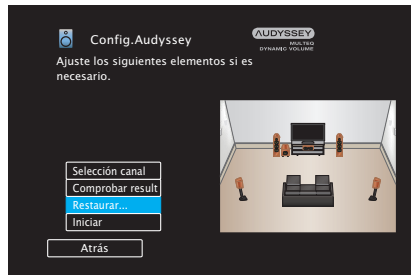 Config.Audyssey
AUDYSSEY
MULTEQ
DYNAMIC VOLUME
Ajuste los siguientes elementos si es
necesario.
Selección canal
Comprobar result
Restaurar...
Iniciar
Atrás